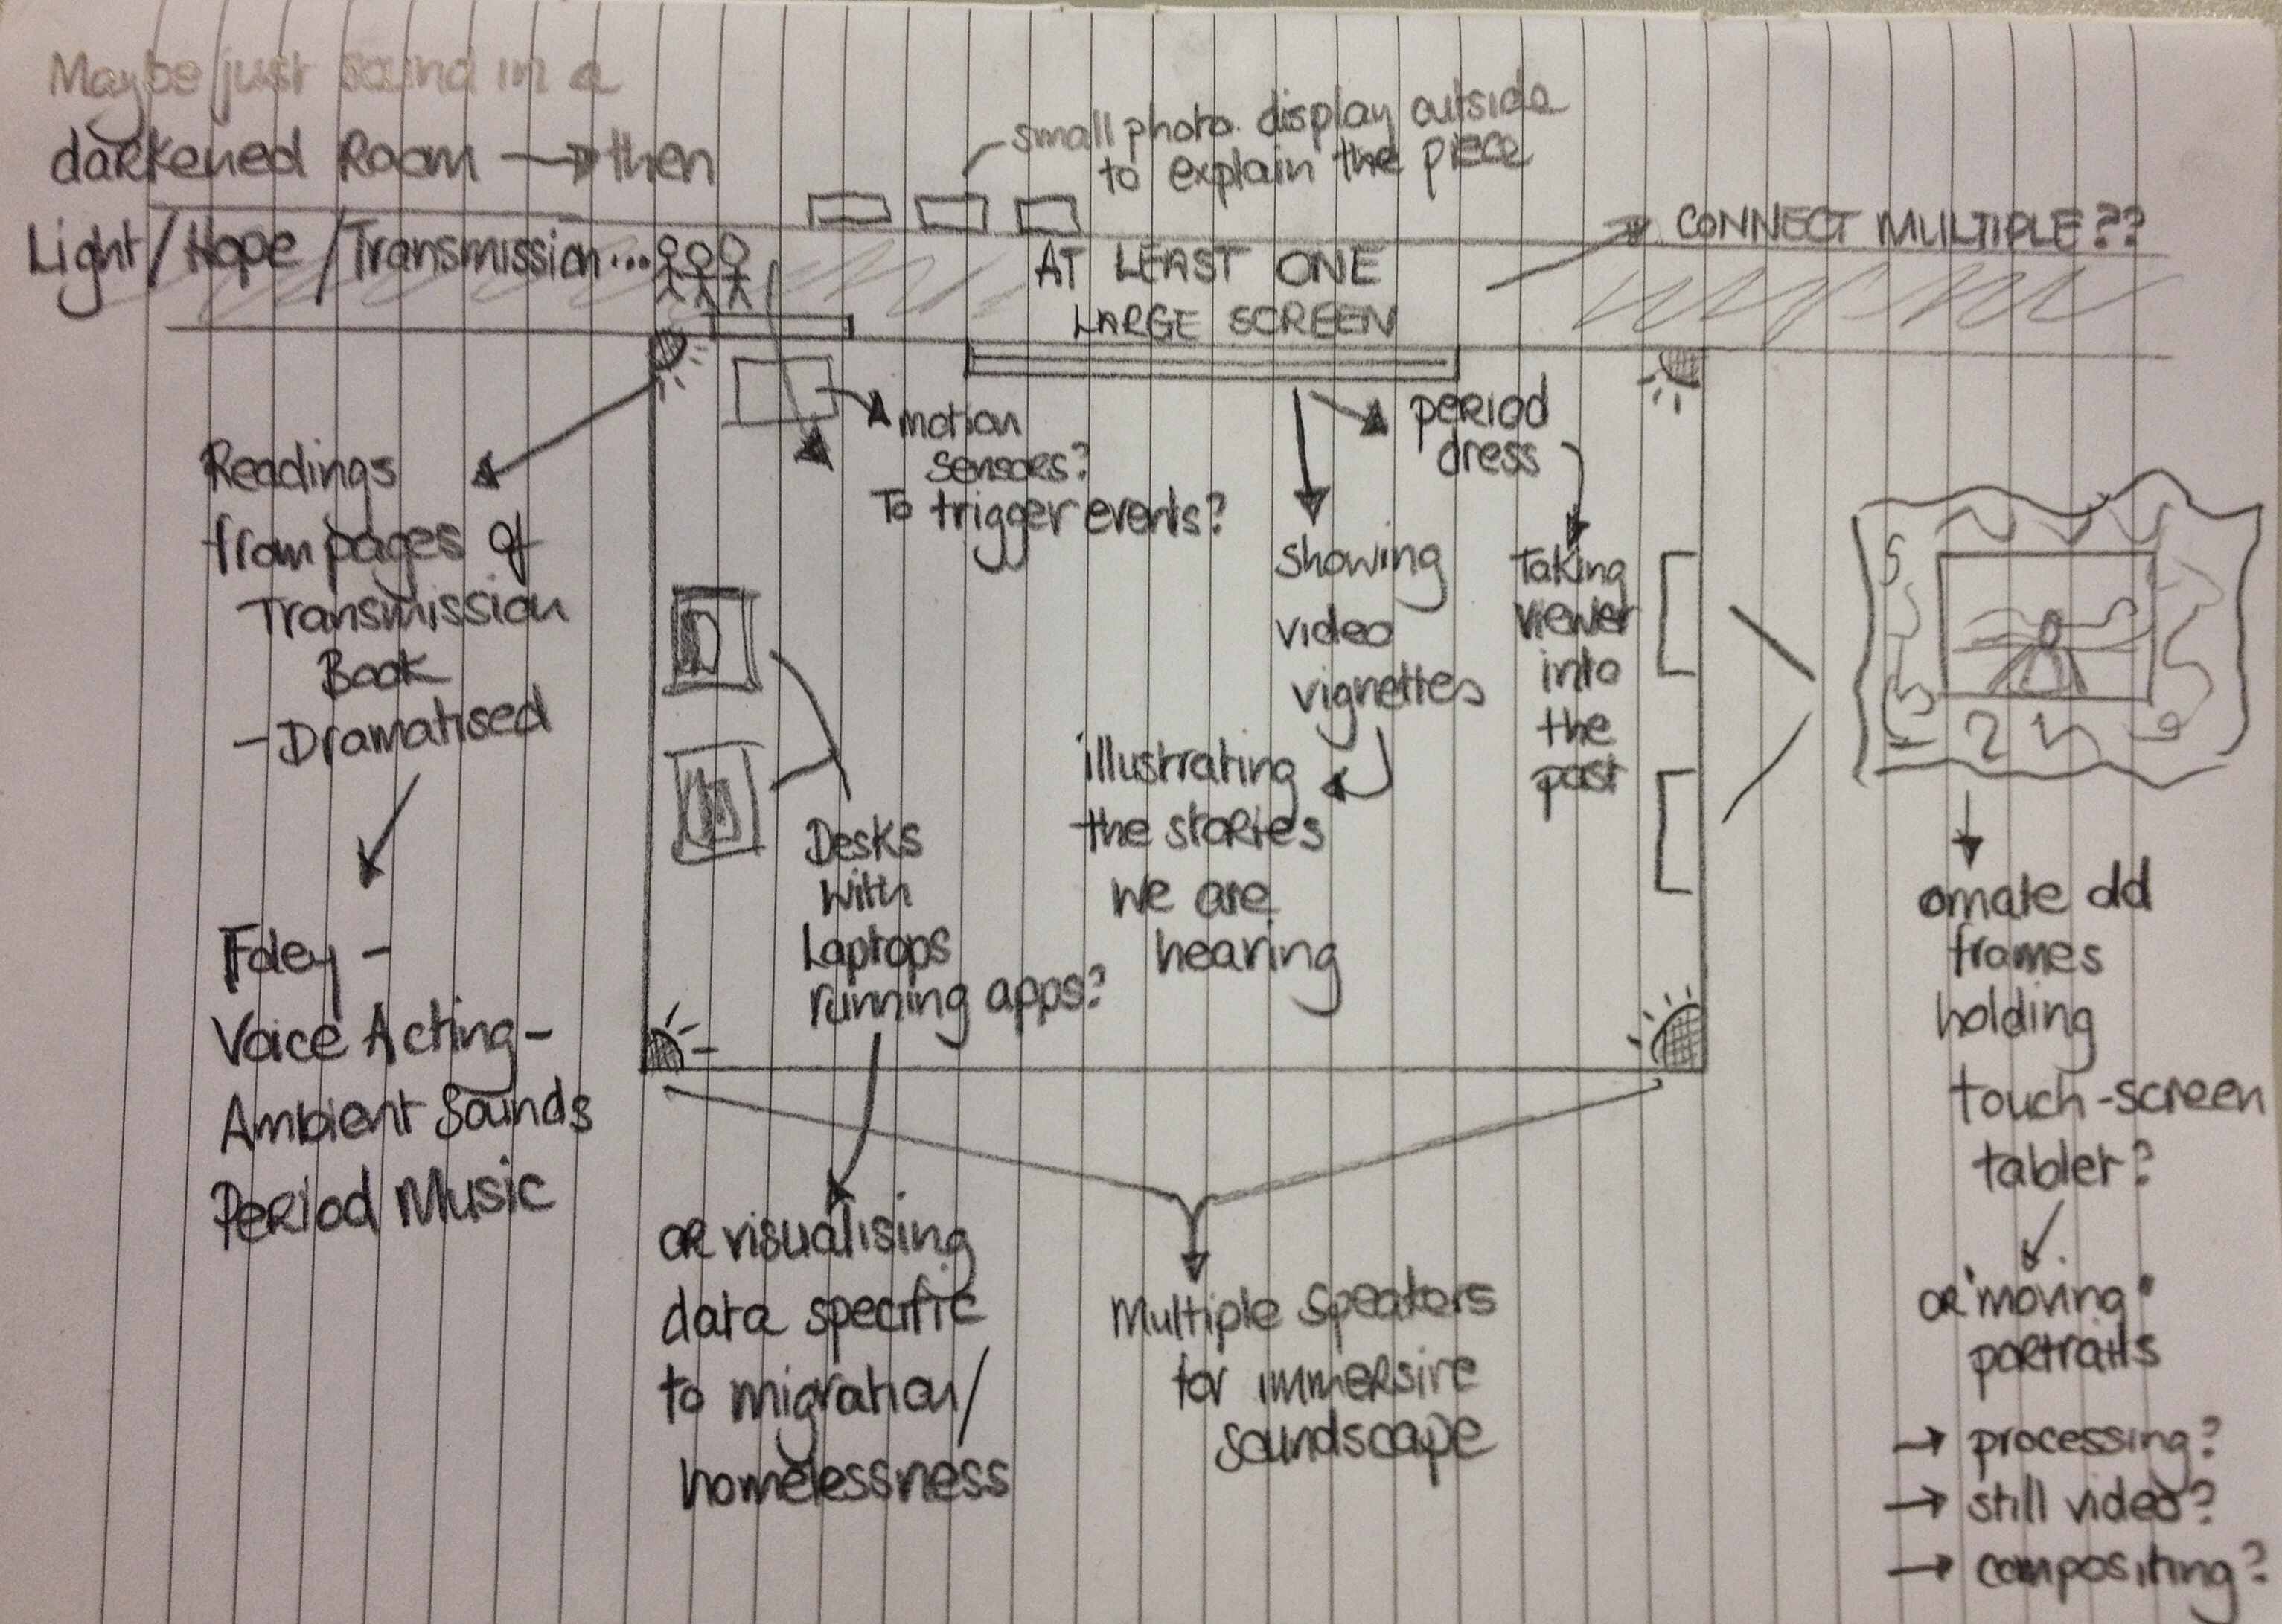 Maybe just sound in a
darkened Room → then
Light/Hope/Transmission...
small photo display outside
to explain the piece
AT LEAST ONE
LARGE SCREEN
CONNECT MULTIPLE??
Readings
from pages of
Transmission
Book
- Dramatised
Foley -
Voice Acting -
Ambient Sounds
Period Music
motion
sensors?
To trigger events?
Desks
with
Laptops
running apps?
or visualising
data specific
to migration/
homelessness
period
dress
showing
video
vignettes
illustrating
the stories
we are
hearing
Taking
viewer
into
the
past
Multiple Speakers
for immersive
soundscape
ornate old
frames
holding
touch-screen
tablet?
or "moving"
portraits
→ processing?
→ still video?
→ compositing?